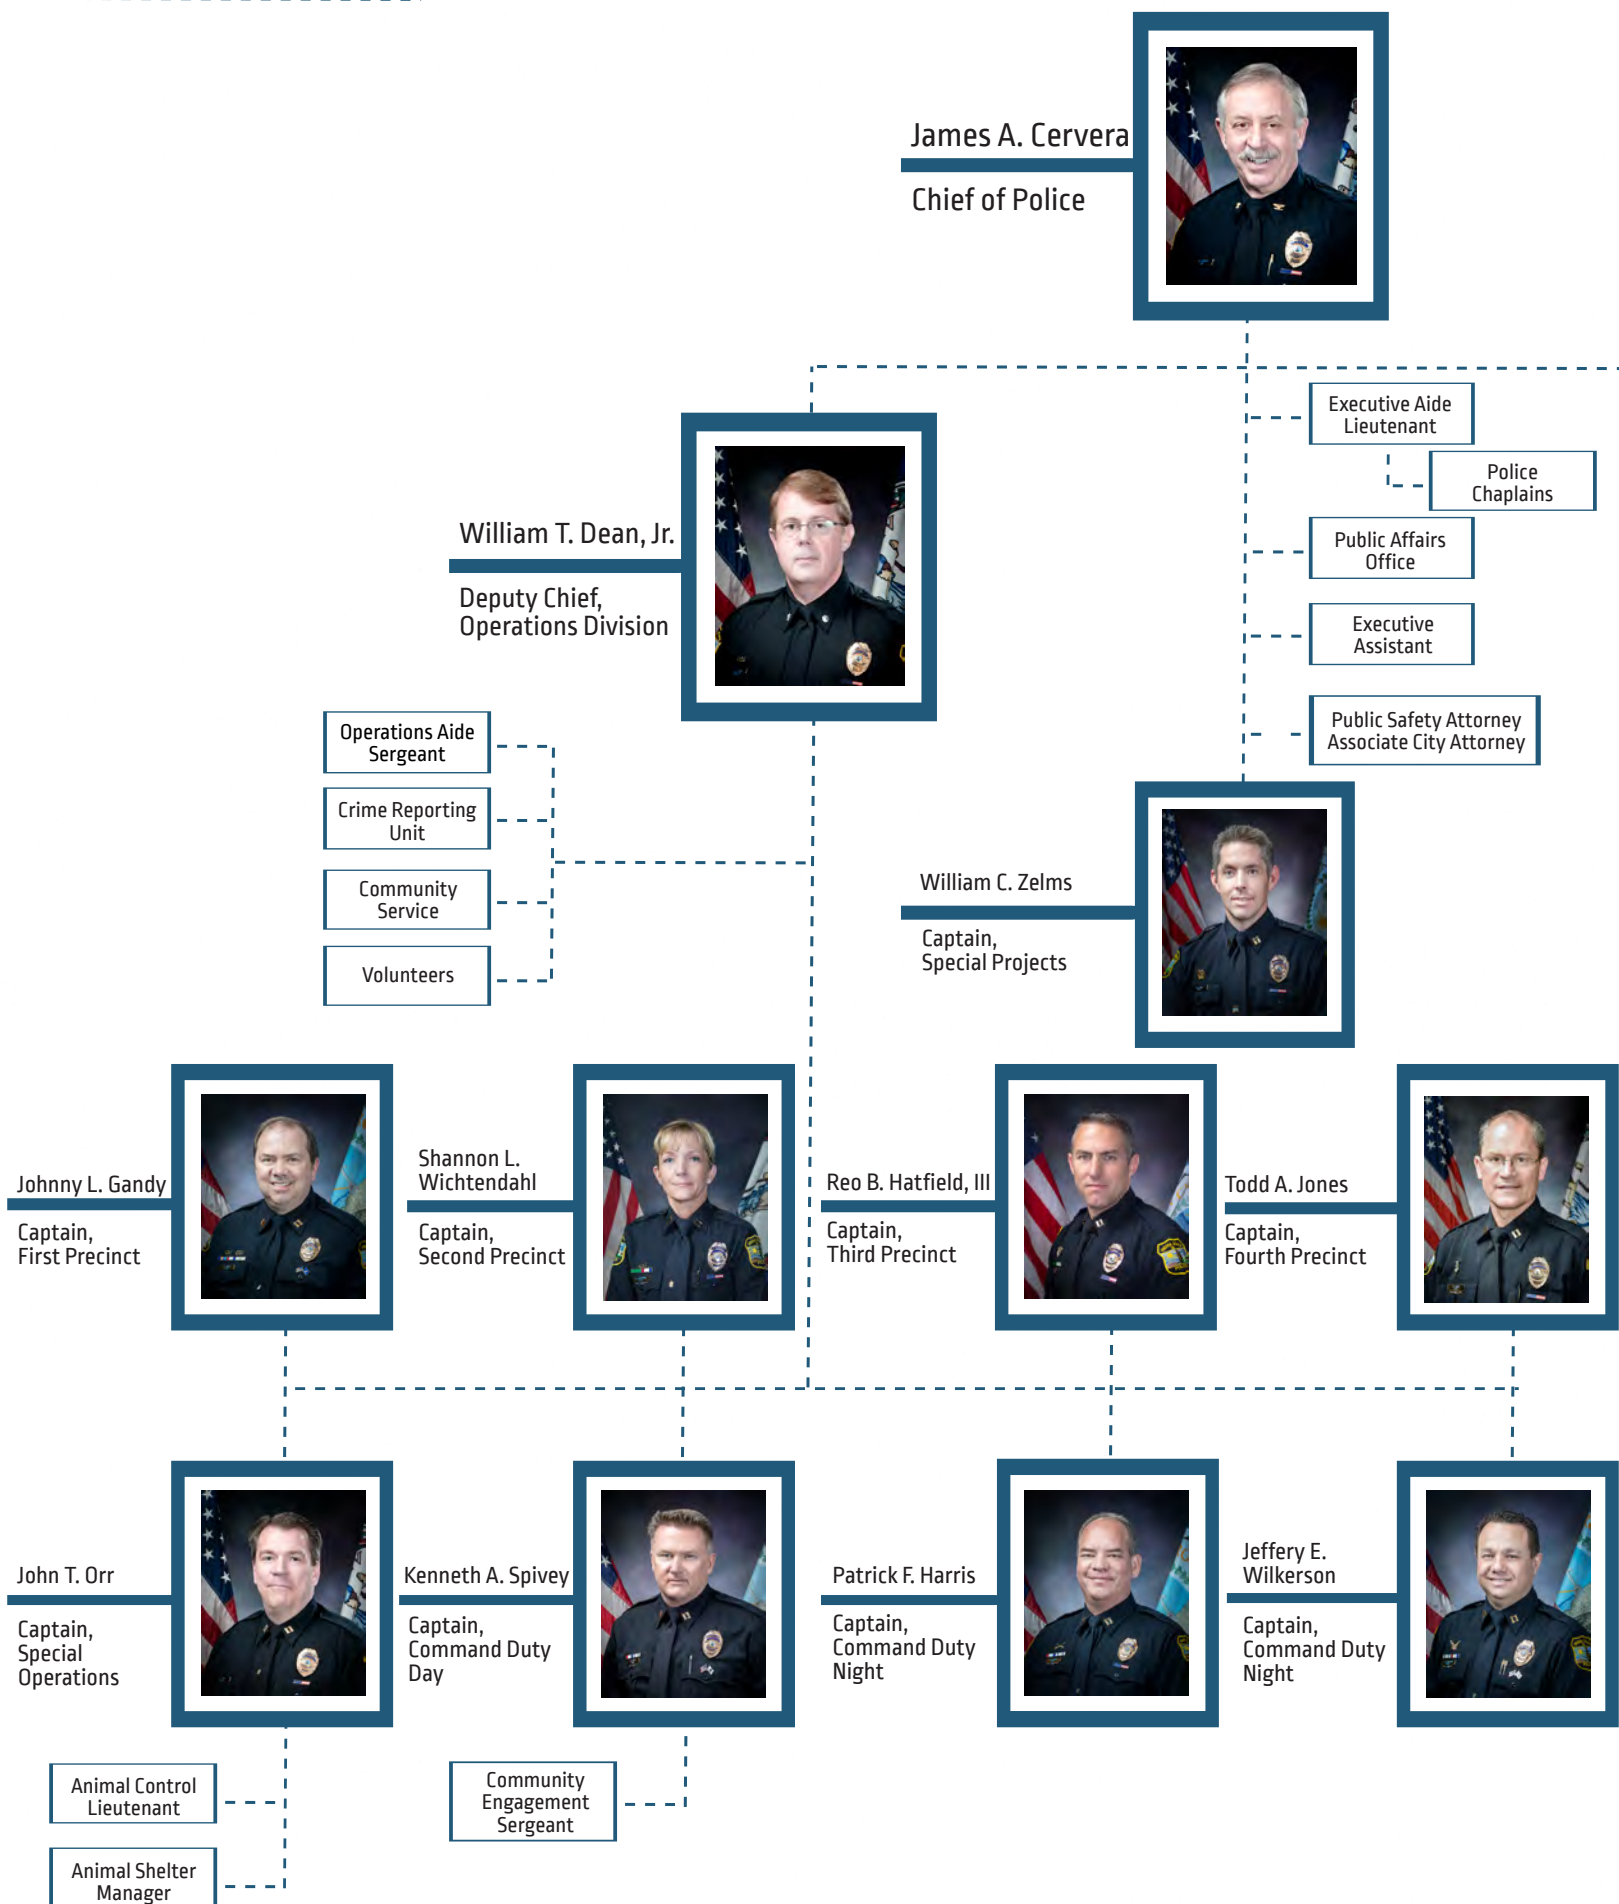 James A. Cervera
Chief of Police
Executive Aide
Lieutenant
Police
Chaplains
William T. Dean, Jr.
Deputy Chief,
Operations Division
Public Affairs
Office
Executive
Assistant
Operations Aide
Sergeant
Public Safety Attorney
Associate City Attorney
Crime Reporting
Unit
Community
Service
Volunteers
William C. Zelms
Captain,
Special Projects
Johnny L. Gandy
Captain,
First Precinct
Shannon L.
Wichtendahl
Captain,
Second Precinct
Reo B. Hatfield, III
Captain,
Third Precinct
Todd A. Jones
Captain,
Fourth Precinct
John T. Orr
Captain,
Special
Operations
Kenneth A. Spivey
Captain,
Command Duty
Day
Patrick F. Harris
Captain,
Command Duty
Night
Jeffery E.
Wilkerson
Captain,
Command Duty
Night
Animal Control
Lieutenant
Community
Engagement
Sergeant
Animal Shelter
Manager